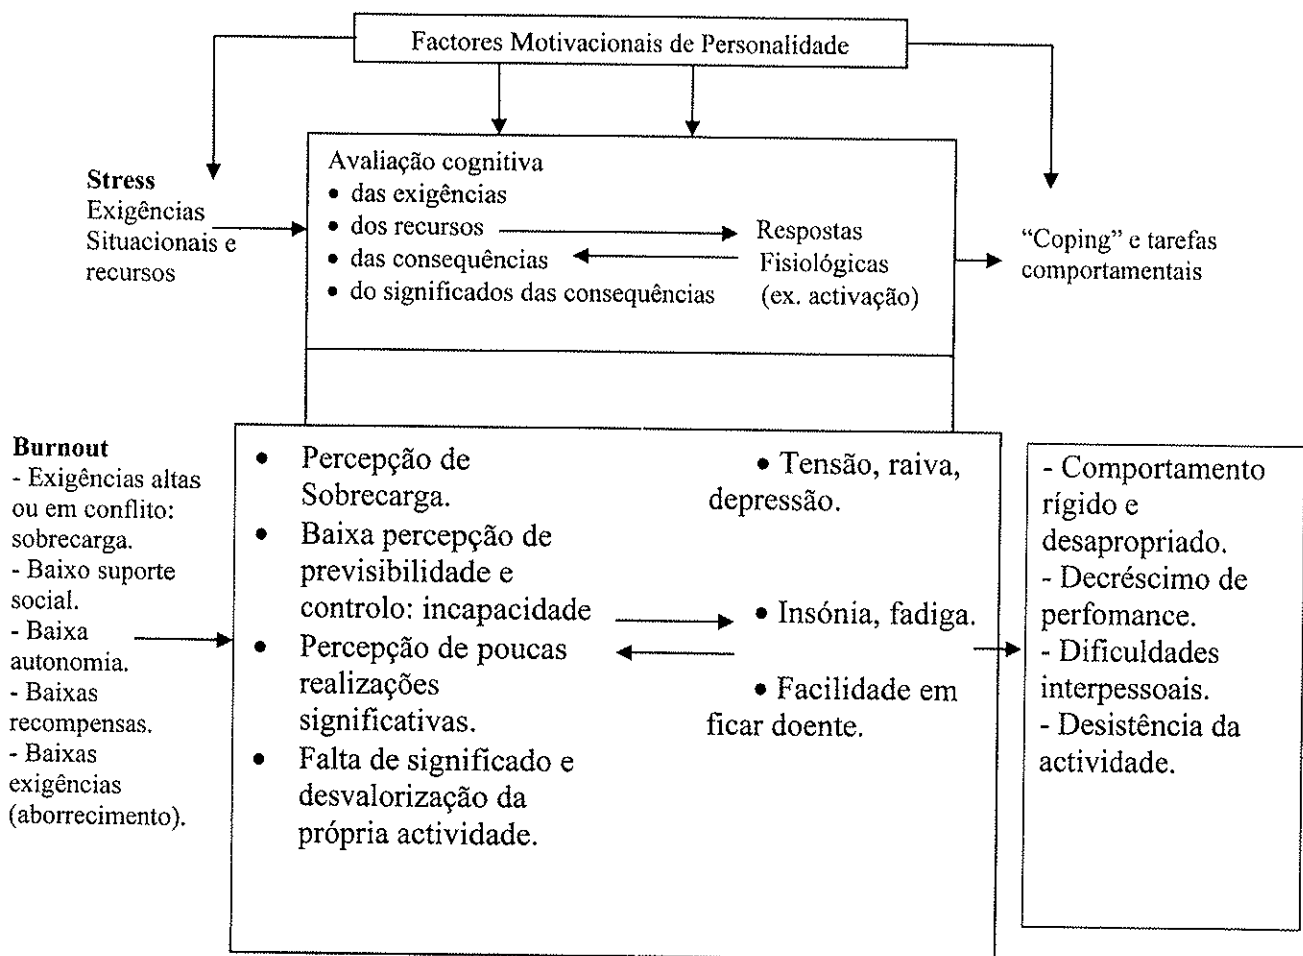 Factores Motivacionais de Personalidade
Stress
Exigências
Situacionais e
recursos
Avaliação cognitiva
• das exigências
• dos recursos
• das consequências
• do significados das consequências
Respostas
Fisiológicas
(ex. activação)
“Coping” e tarefas
comportamentais
Burnout
- Exigências altas
ou em conflito:
sobrecarga.
- Baixo suporte
social.
- Baixa
autonomia.
- Baixas
recompensas.
- Baixas
exigências
(aborrecimento).
• Percepção de
Sobrecarga.
• Baixa percepção de
previsibilidade e
controlo: incapacidade
• Percepção de poucas
realizações
significativas.
• Falta de significado e
desvalorização da
própria actividade.
• Tensão, raiva,
depressão.
• Insónia, fadiga.
• Facilidade em
ficar doente.
- Comportamento
rígido e
desapropriado.
- Decréscimo de
perfomance.
- Dificuldades
interpessoais.
- Desistência da
actividade.